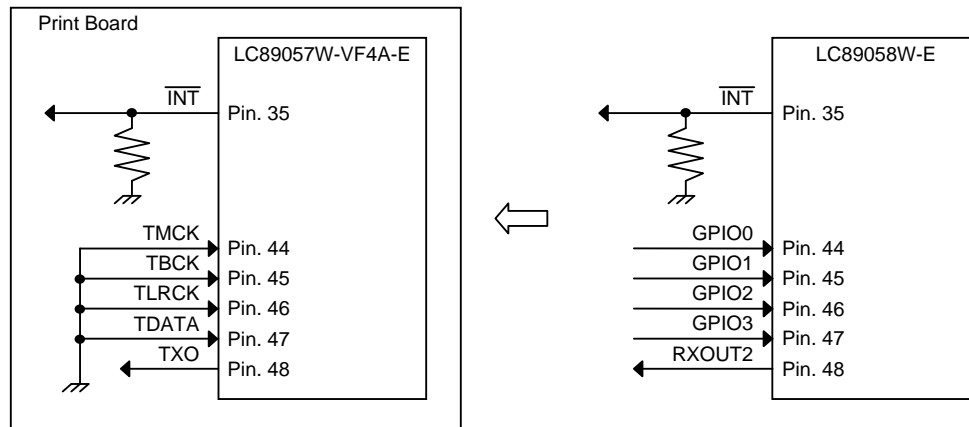 Print Board
LC89057W-VF4A-E
INT
Pin. 35
TMCK
Pin. 44
TBCK
Pin. 45
TLRCK
Pin. 46
TDATA
Pin. 47
TXO
Pin. 48
LC89058W-E
INT
Pin. 35
GPIO0
Pin. 44
GPIO1
Pin. 45
GPIO2
Pin. 46
GPIO3
Pin. 47
RXOUT2
Pin. 48